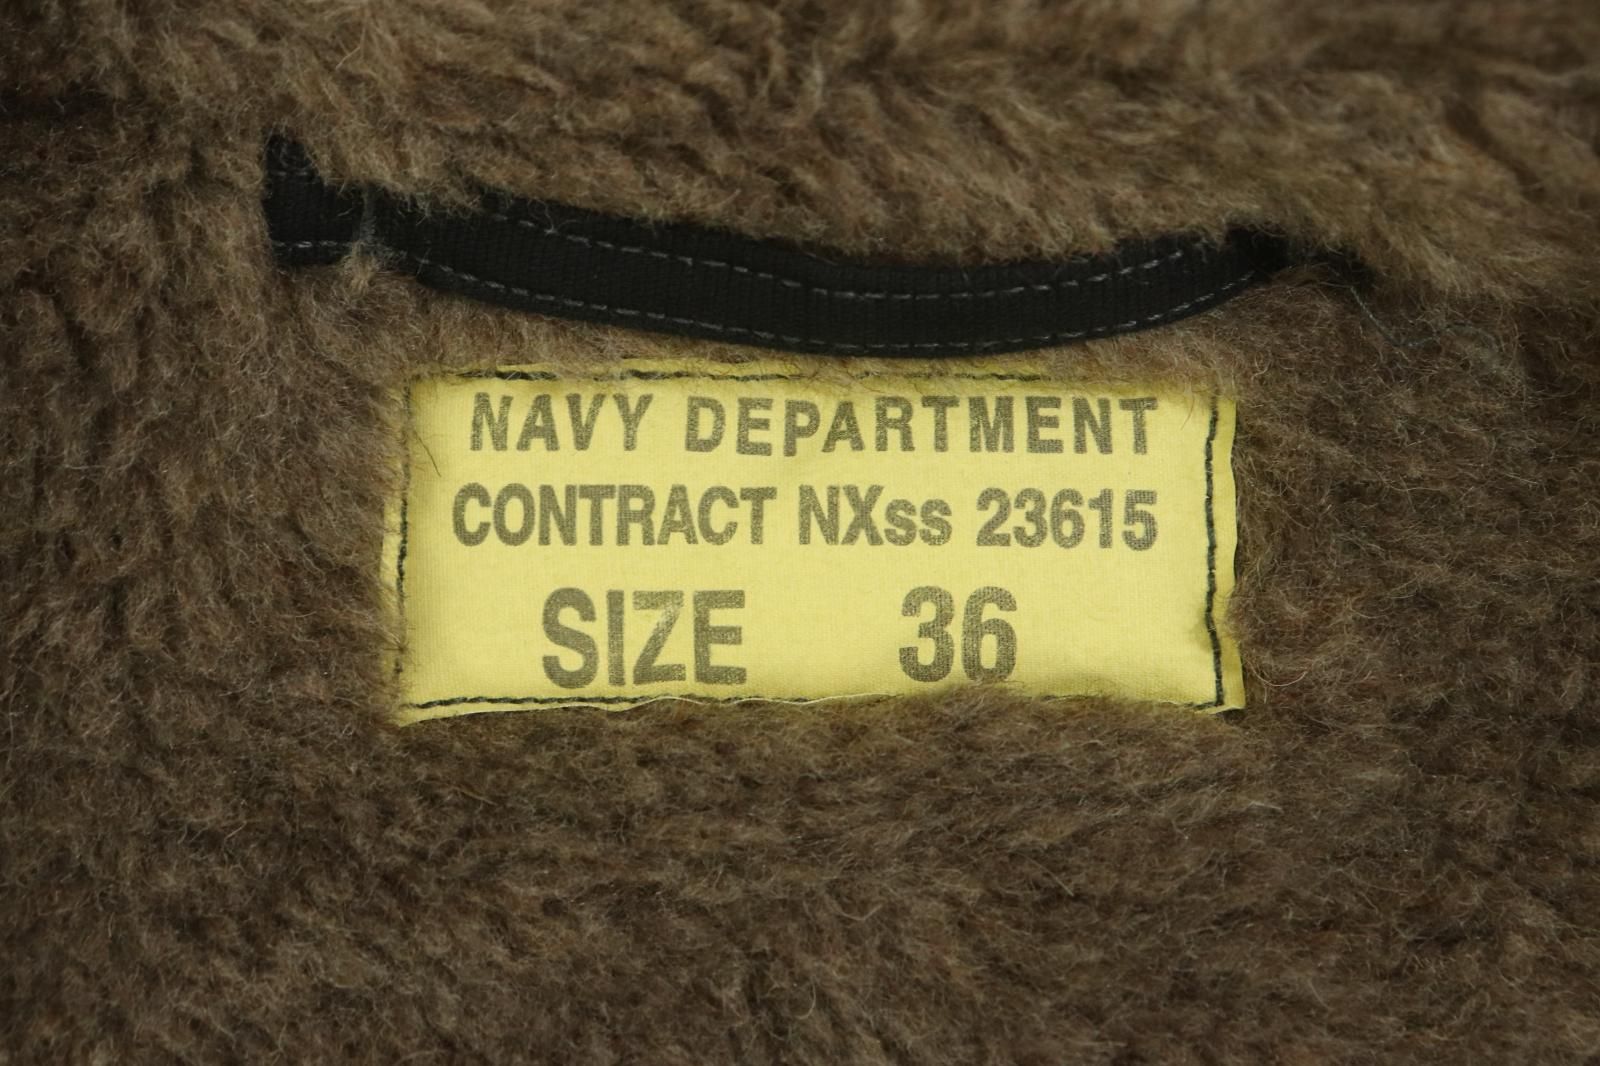 NAVY DEPARTMENT
CONTRACT NXss 23615
SIZE 36